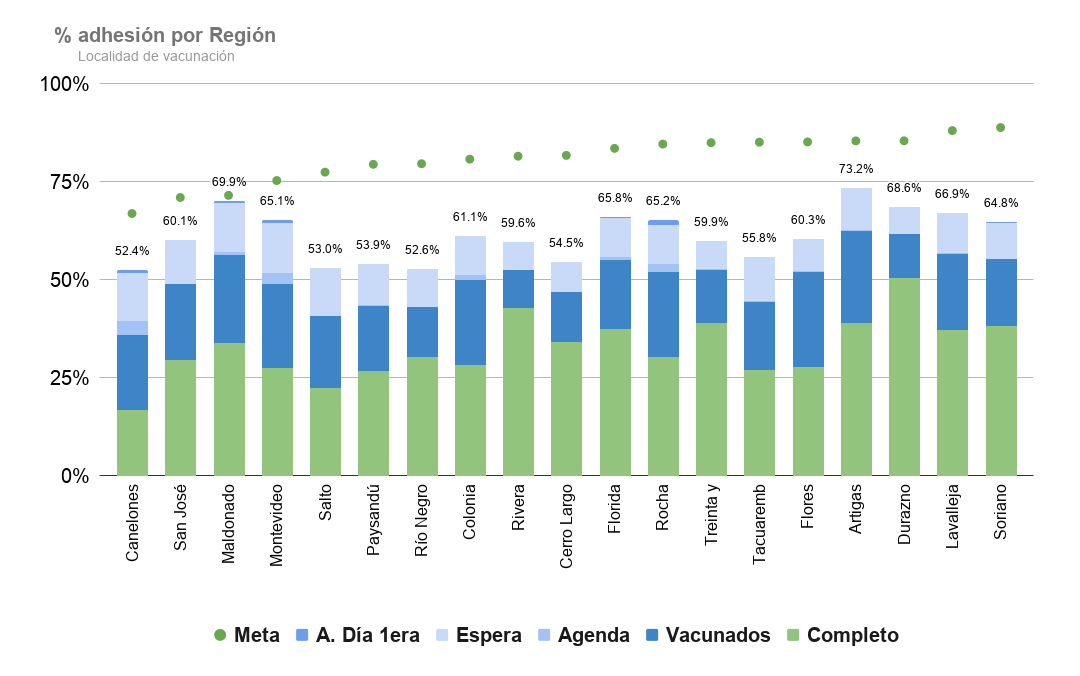 % adhesión por Región
Localidad de vacunación
100%
75%
50%
25%
0%
52.4%
60.1%
69.9%
65.1%
53.0%
53.9%
52.6%
61.1%
59.6%
54.5%
65.8%
65.2%
59.9%
55.8%
60.3%
73.2%
68.6%
66.9%
64.8%
Canelones
San José
Maldonado
Montevideo
Salto
Paysandú
Río Negro
Colonia
Rivera
Cerro Largo
Florida
Rocha
Treinta y
Tacuaremb
Flores
Artigas
Durazno
Lavalleja
Soriano
Meta A. Día 1era Espera Agenda Vacunados Completo